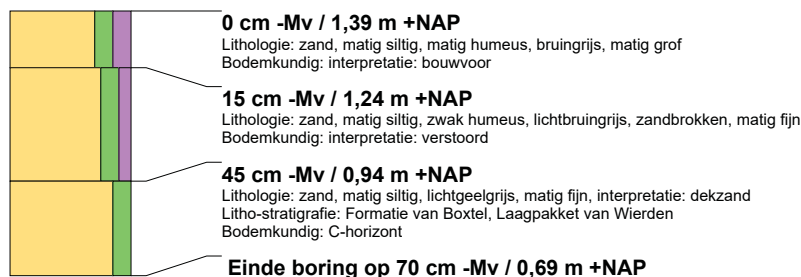 0 cm -Mv / 1,39 m +NAP
Lithologie: zand, matig siltig, matig humeus, bruingrijs, matig grof
Bodemkundig: interpretatie: bouwvoor
15 cm -Mv / 1,24 m +NAP
Lithologie: zand, matig siltig, zwak humeus, lichtbruingrijs, zandbrokken, matig fijn
Bodemkundig: interpretatie: verstoord
45 cm -Mv / 0,94 m +NAP
Lithologie: zand, matig siltig, lichtgeelgrijs, matig fijn, interpretatie: dekzand
Litho-stratigrafie: Formatie van Boxtel, Laagpakket van Wierden
Bodemkundig: C-horizont
Einde boring op 70 cm -Mv / 0,69 m +NAP